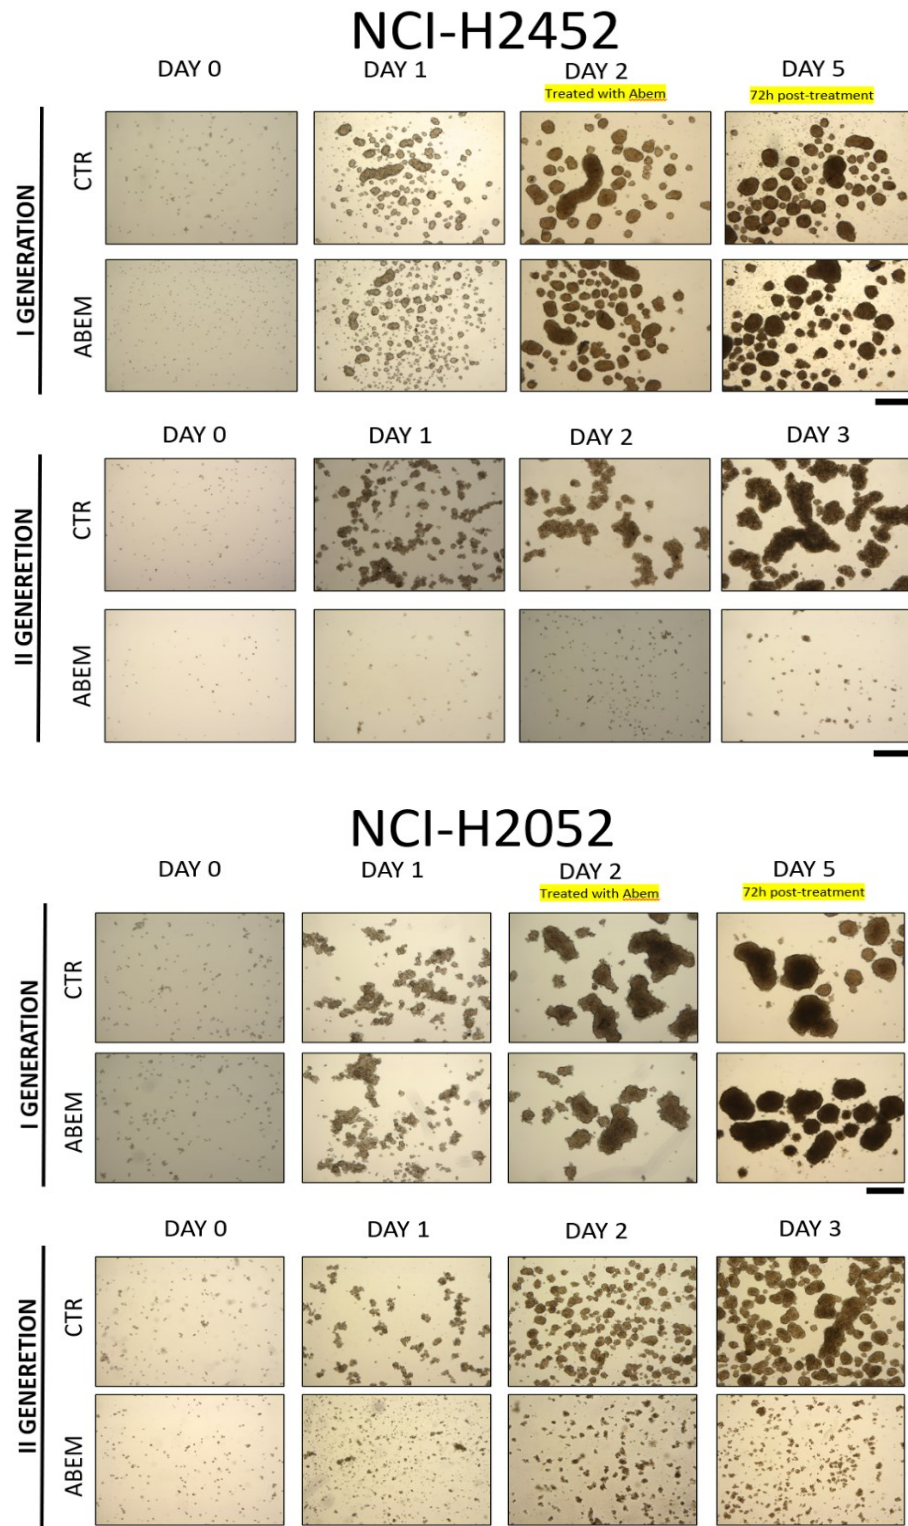 NCI-H2452
DAY 0 DAY 1 DAY 2 DAY 5
Treated with Abem 72h post-treatment
I GENERATION
CTR
ABEM
DAY 0 DAY 1 DAY 2 DAY 3
II GENERETION
CTR
ABEM
NCI-H2052
DAY 0 DAY 1 DAY 2 DAY 5
Treated with Abem 72h post-treatment
I GENERATION
CTR
ABEM
DAY 0 DAY 1 DAY 2 DAY 3
II GENERETION
CTR
ABEM